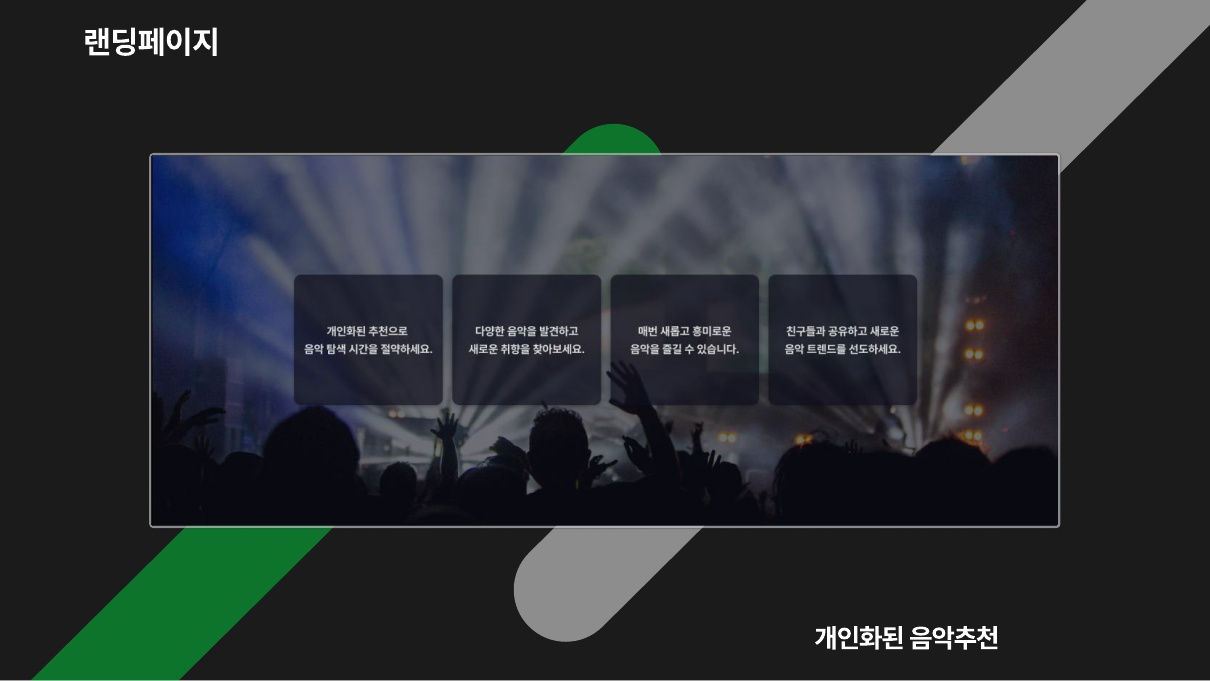 랜딩페이지
개인화된 추천으로
음악 탐색 시간을 절약하세요.
다양한 음악을 발견하고
새로운 취향을 찾아보세요.
매번 새롭고 흥미로운
음악을 즐길 수 있습니다.
친구들과 공유하고 새로운
음악 트렌드를 선도하세요.
개인화된 음악추천